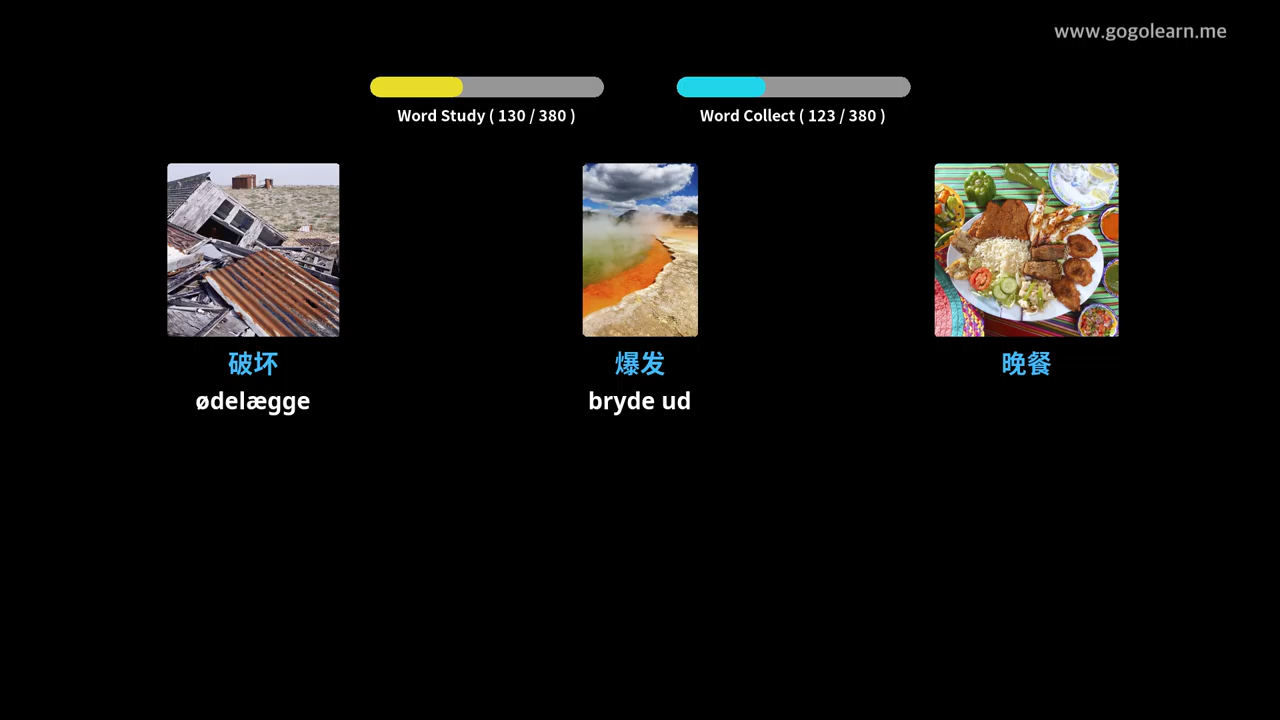 www.gogolearn.me
Word Study ( 130 / 380 )
Word Collect ( 123 / 380 )
破坏
爆发
晚餐
ødelægge
bryde ud